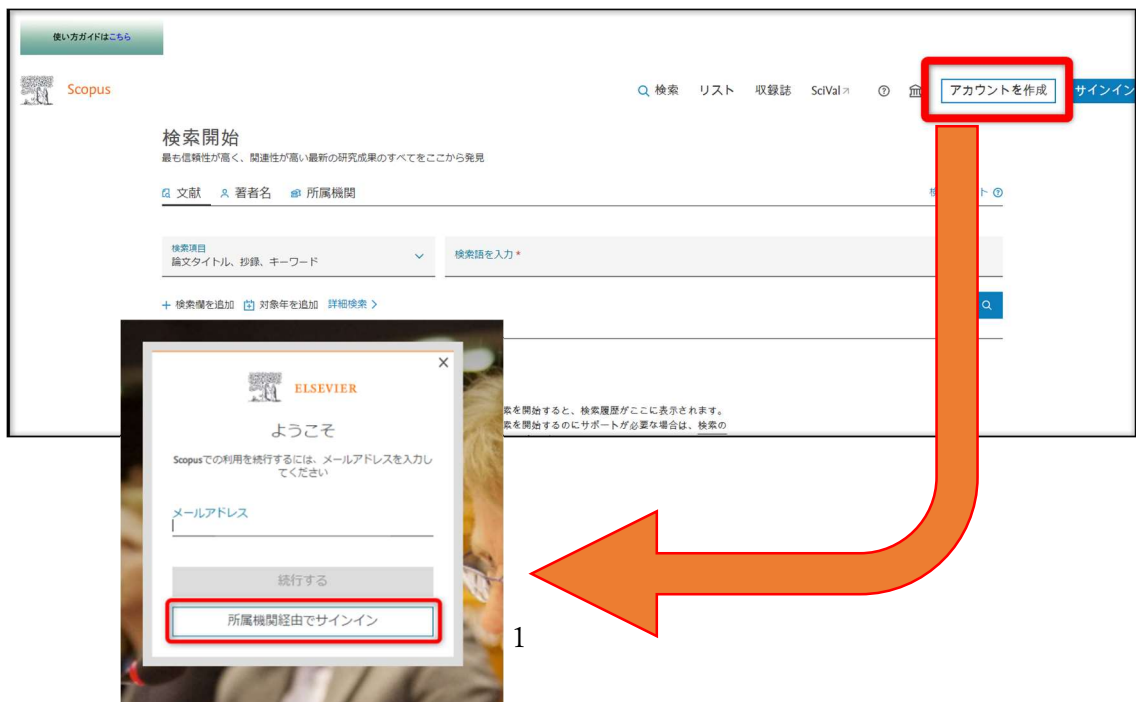 使い方ガイドはこちら
Scopus
検索 リスト 収録誌 SciVal
アカウントを作成
サインイン
検索開始
最も信頼性が高く、関連性が高い最新の研究成果のすべてをここから発見
文献 著者名 所属機関
ト
検索項目
論文タイトル、抄録、キーワード
検索語を入力 *
+ 検索欄を追加 対象年を追加 詳細検索 >
ELSEVIER
ようこそ
Scopusでの利用を続行するには、メールアドレスを入力し
てください
メールアドレス
続行する
所属機関経由でサインイン
索を開始すると、検索履歴がここに表示されます。
索を開始するのにサポートが必要な場合は、検索の
1